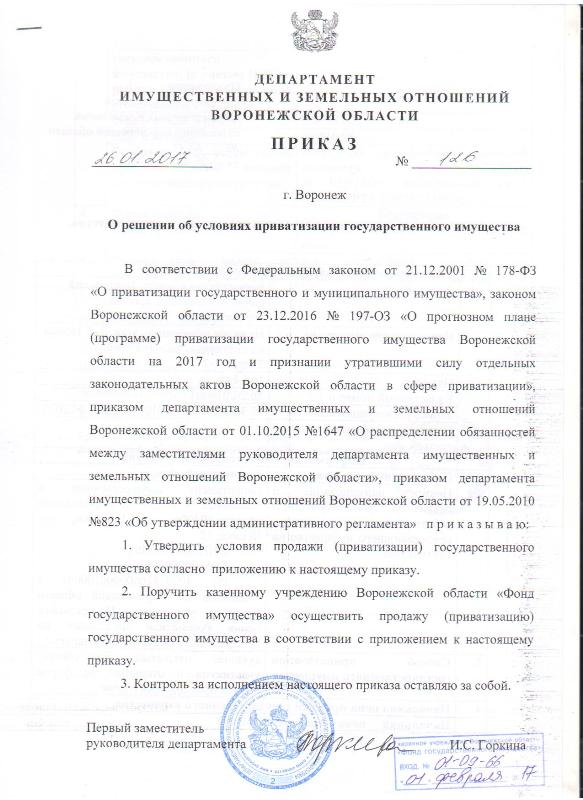 ДЕПАРТАМЕНТ
ИМУЩЕСТВЕННЫХ И ЗЕМЕЛЬНЫХ ОТНОШЕНИЙ
ВОРОНЕЖСКОЙ ОБЛАСТИ
ПРИКАЗ
26.01.2017 № 126
г. Воронеж
О решении об условиях приватизации государственного имущества
В соответствии с Федеральным законом от 21.12.2001 № 178-ФЗ
«О приватизации государственного и муниципального имущества», законом
Воронежской области от 23.12.2016 № 197-ОЗ «О прогнозном плане
(программе) приватизации государственного имущества Воронежской
области на 2017 год и признании утратившими силу отдельных
законодательных актов Воронежской области в сфере приватизации»,
приказом департамента имущественных и земельных отношений
Воронежской области от 01.10.2015 №1647 «О распределении обязанностей
между заместителями руководителя департамента имущественных и
земельных отношений Воронежской области», приказом департамента
имущественных и земельных отношений Воронежской области от 19.05.2010
№823 «Об утверждении административного регламента» п р и к а з ы в а ю:
1. Утвердить условия продажи (приватизации) государственного
имущества согласно приложению к настоящему приказу.
2. Поручить казенному учреждению Воронежской области «Фонд
государственного имущества» осуществить продажу (приватизацию)
государственного имущества в соответствии с приложением к настоящему
приказу.
3. Контроль за исполнением настоящего приказа оставляю за собой.
Первый заместитель
руководителя департамента И.С. Горкина
ВХОД. № 01-09-66
«01» февраля 17